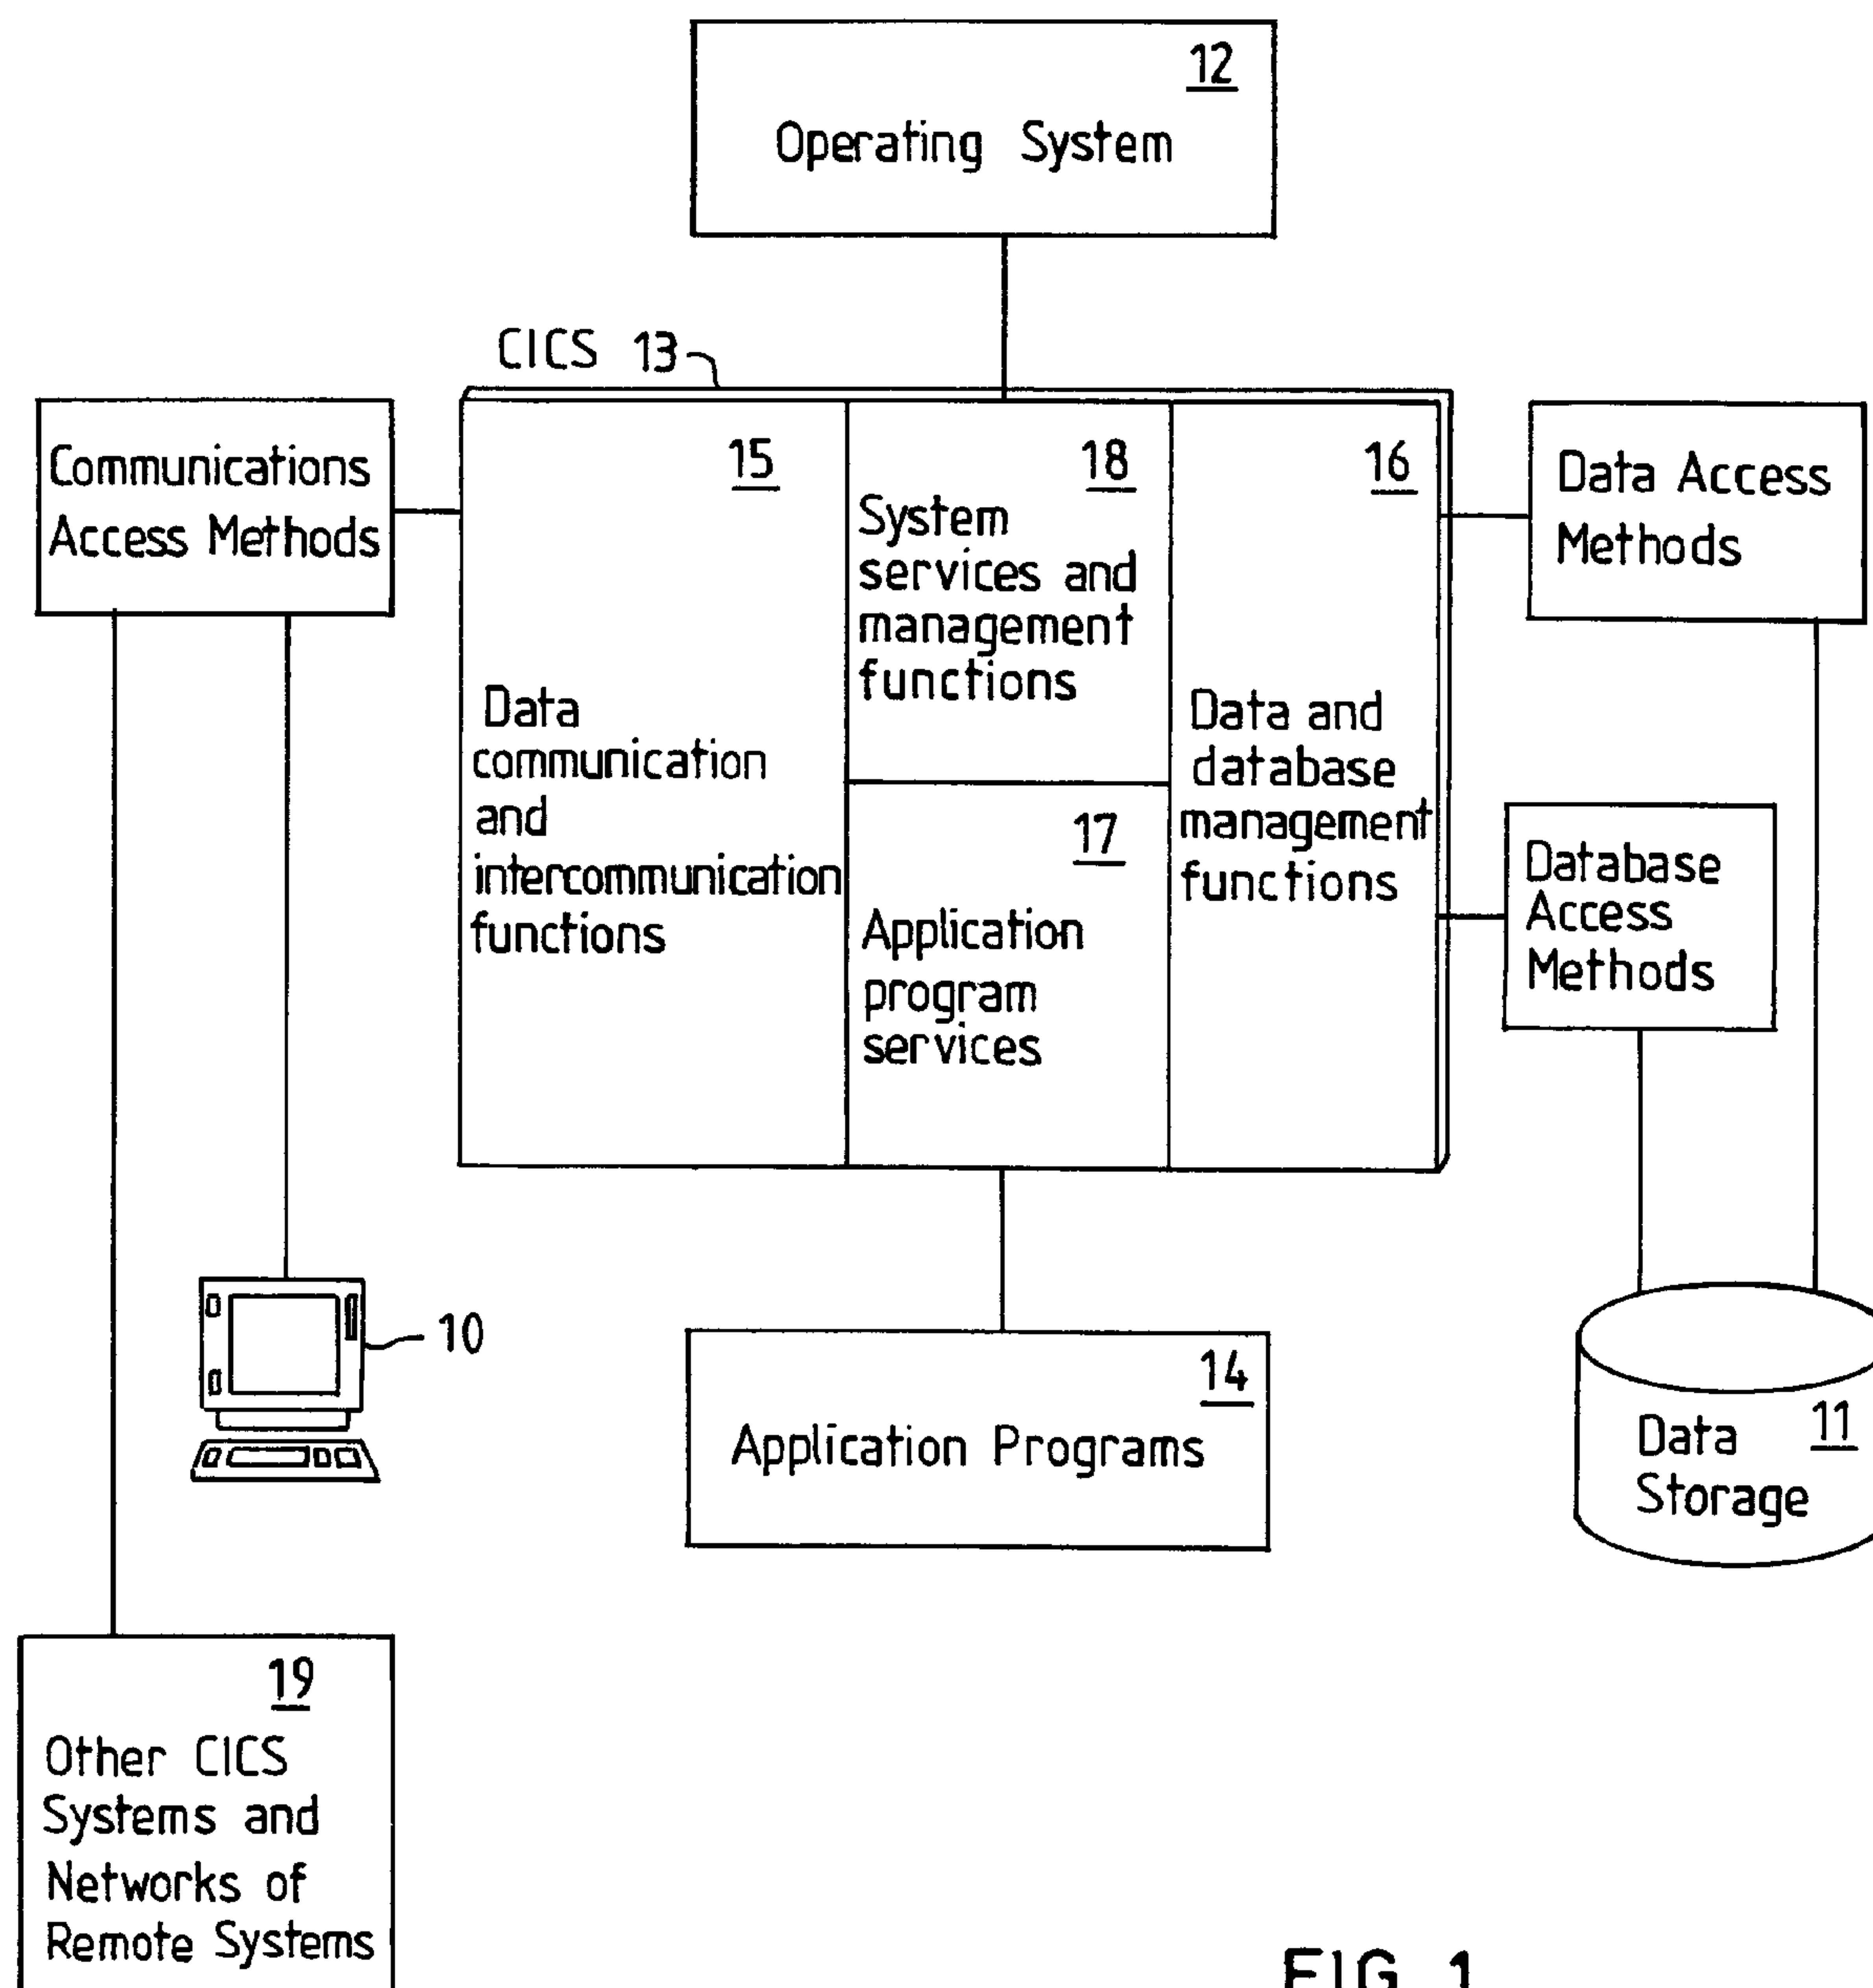 12
Operating System
CICS 13
Communications
Access Methods
15
Data
communication
and
intercommunication
functions
18
System
services and
management
functions
17
Application
program
services
16
Data and
database
management
functions
Data Access
Methods
Database
Access
Methods
10
14
Application Programs
11
Data
Storage
19
Other CICS
Systems and
Networks of
Remote Systems
FIG. 1